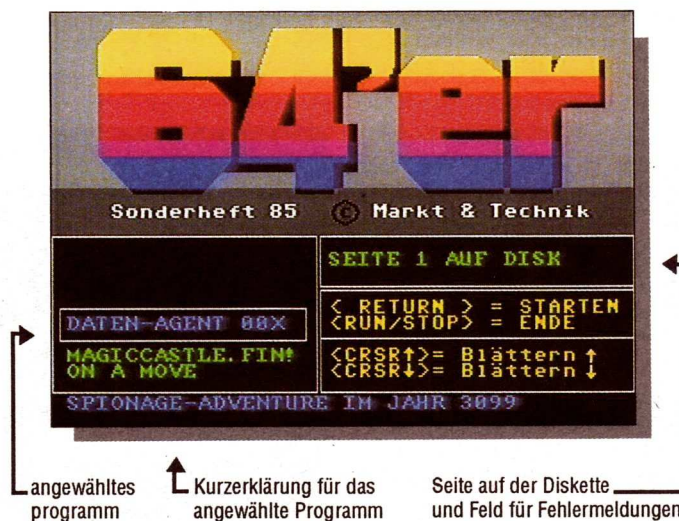 64'er
Sonderheft 85 © Markt & Technik
SEITE 1 AUF DISK
DATEN-AGENT 00X
MAGICCASTLE.FIN!
ON A MOVE
< RETURN > = STARTEN
<RUN/STOP> = ENDE
<CRSR↑>= Blättern ↑
<CRSR↓>= Blättern ↓
SPIONAGE-ADVENTURE IM JAHR 3099
angewähltes
programm
Kurzerklärung für das
angewählte Programm
Seite auf der Diskette
und Feld für Fehlermeldungen